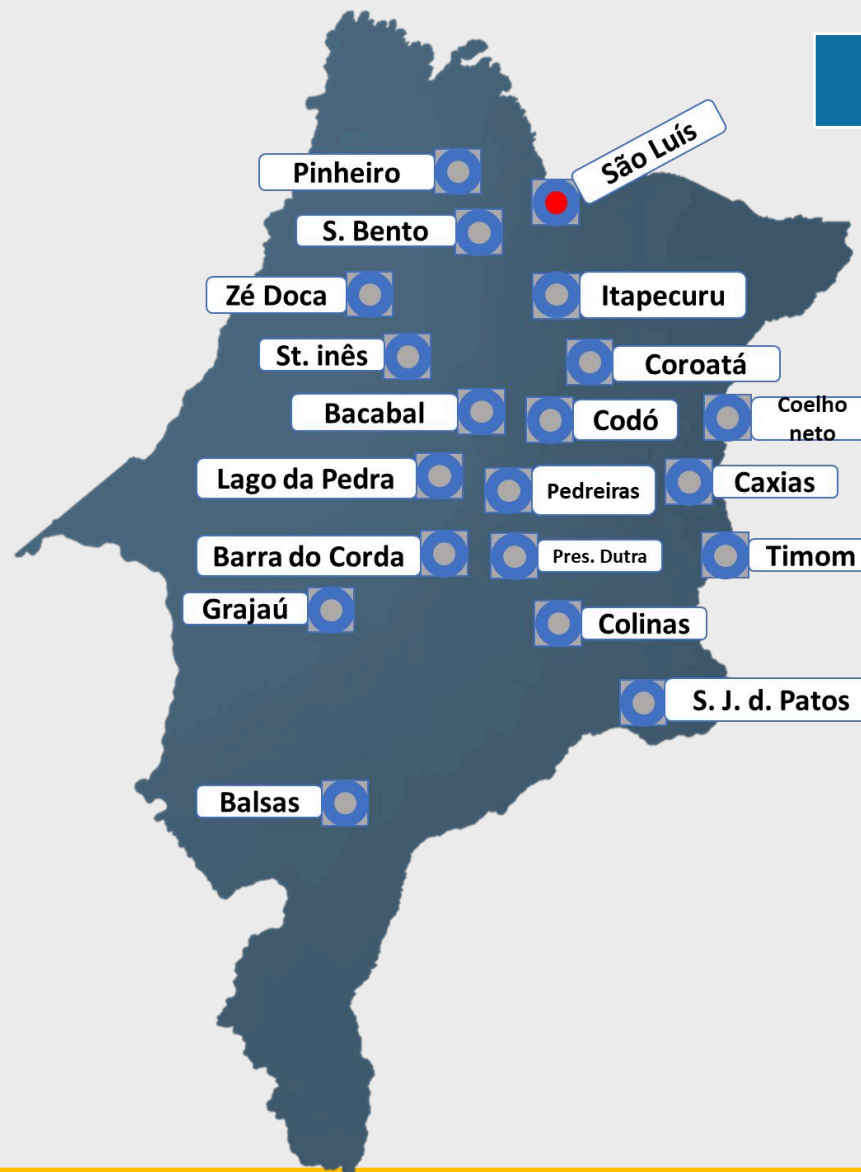 São Luís
Pinheiro
S. Bento
Zé Doca
Itapecuru
St. inês
Coroatá
Bacabal
Codó
Coelho
neto
Lago da Pedra
Pedreiras
Caxias
Barra do Corda
Pres. Dutra
Timom
Grajaú
Colinas
S. J. d. Patos
Balsas